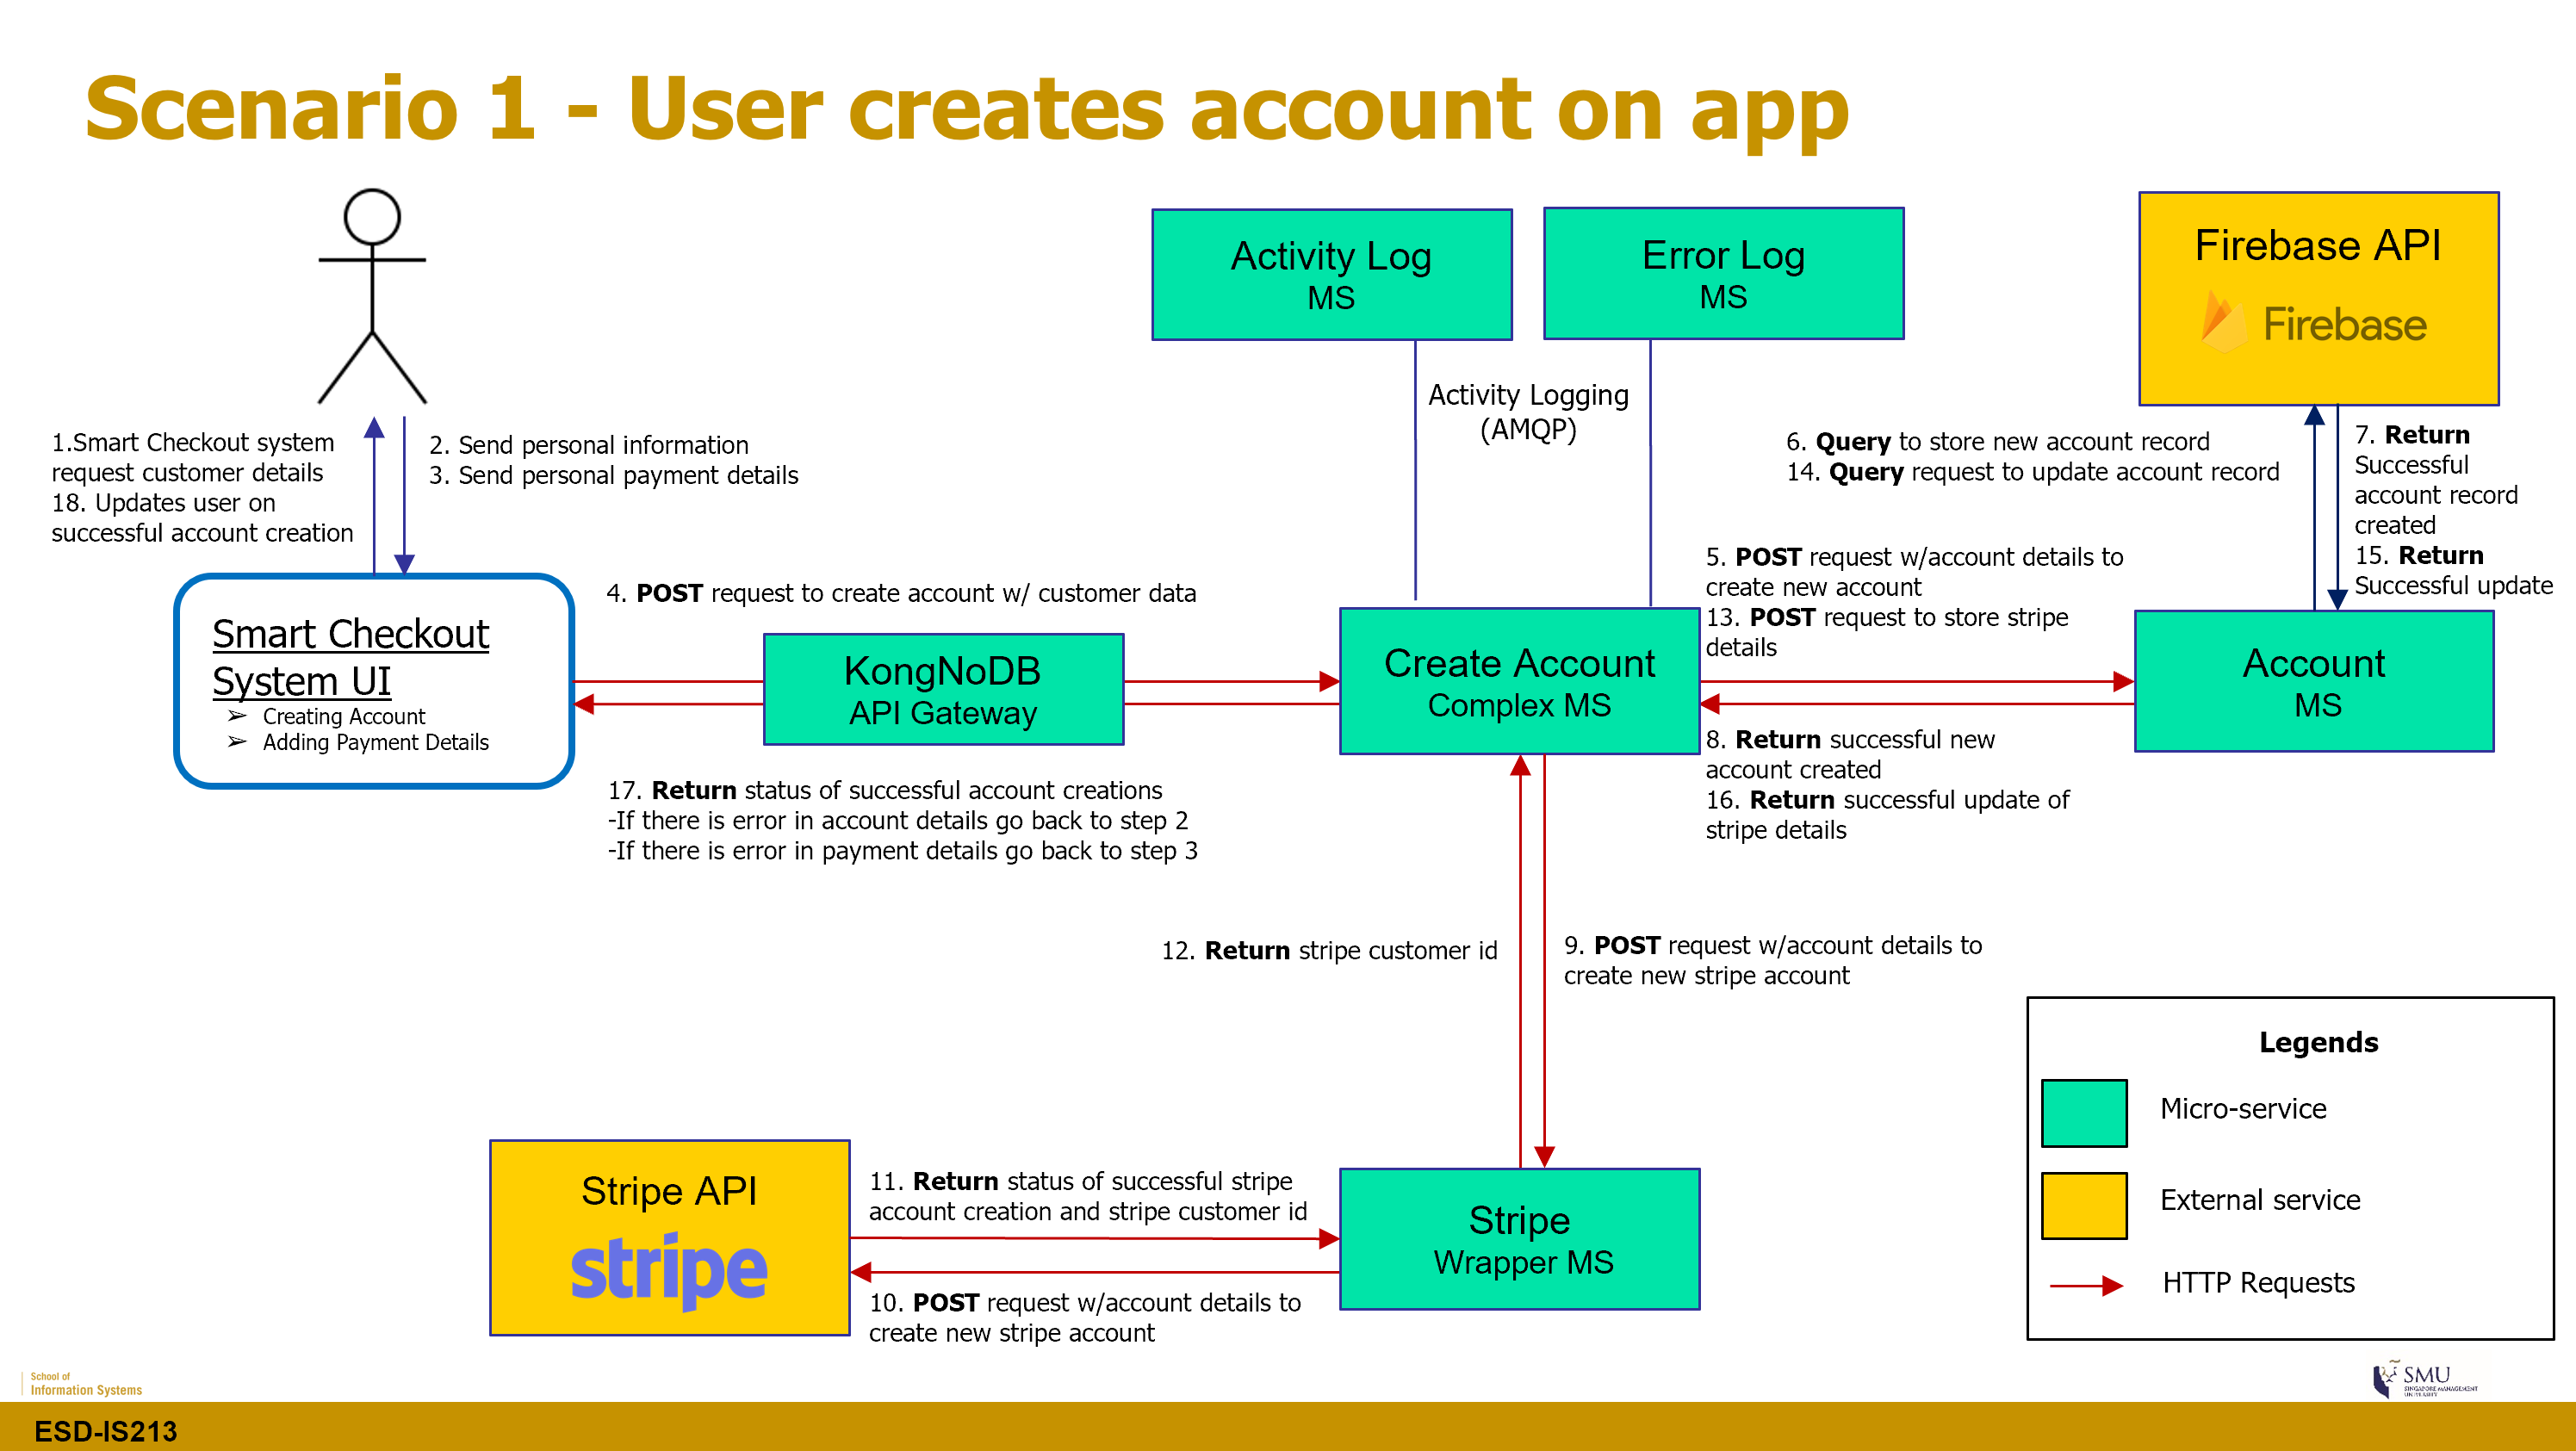 Scenario 1 - User creates account on app
Activity Log
MS
Error Log
MS
Firebase API
Firebase
Activity Logging
(AMQP)
1.Smart Checkout system
request customer details
18. Updates user on
successful account creation
2. Send personal information
3. Send personal payment details
6. Query to store new account record
14. Query request to update account record
7. Return
Successful
account record
created
15. Return
Successful update
Smart Checkout
System UI
➢ Creating Account
➢ Adding Payment Details
4. POST request to create account w/ customer data
KongNoDB
API Gateway
17. Return status of successful account creations
-If there is error in account details go back to step 2
-If there is error in payment details go back to step 3
Create Account
Complex MS
5. POST request w/account details to
create new account
13. POST request to store stripe
details
8. Return successful new
account created
16. Return successful update of
stripe details
Account
MS
12. Return stripe customer id
9. POST request w/account details to
create new stripe account
Stripe API
stripe
11. Return status of successful stripe
account creation and stripe customer id
10. POST request w/account details to
create new stripe account
Stripe
Wrapper MS
Legends
Micro-service
External service
HTTP Requests
School of
Information Systems
SMU
SINGAPORE MANAGEMENT
UNIVERSITY
ESD-IS213